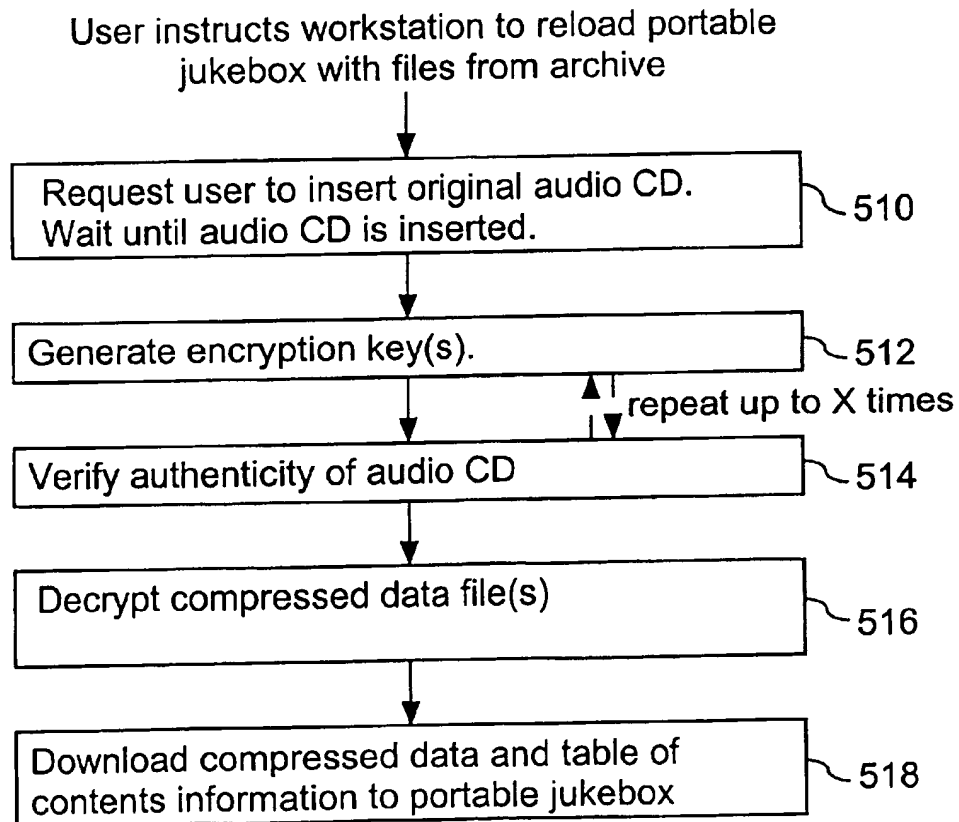 User instructs workstation to reload portable
jukebox with files from archive
Request user to insert original audio CD.
Wait until audio CD is inserted.
510
Generate encryption key(s).
512
repeat up to X times
Verify authenticity of audio CD
514
Decrypt compressed data file(s)
516
Download compressed data and table of
contents information to portable jukebox
518